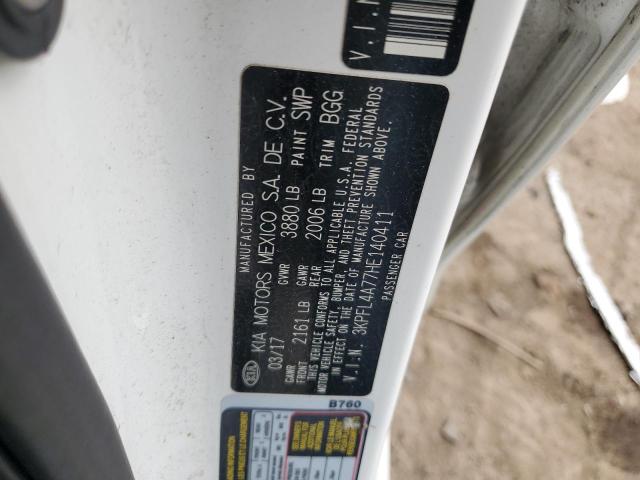 V.I.N
MANUFACTURED BY
KIA MOTORS MEXICO S.A. DE C.V.
03/17 GVWR 3880 LB PAINT SWP
GAWR FRONT 2161 LB GAWR REAR 2006 LB TRIM BGG
THIS VEHICLE CONFORMS TO ALL APPLICABLE U.S.A. FEDERAL
MOTOR VEHICLE SAFETY, BUMPER, AND THEFT PREVENTION STANDARDS
IN EFFECT ON THE DATE OF MANUFACTURE SHOWN ABOVE.
V.I.N. 3KPFL4A77HE140411
PASSENGER CAR
KIA
B760